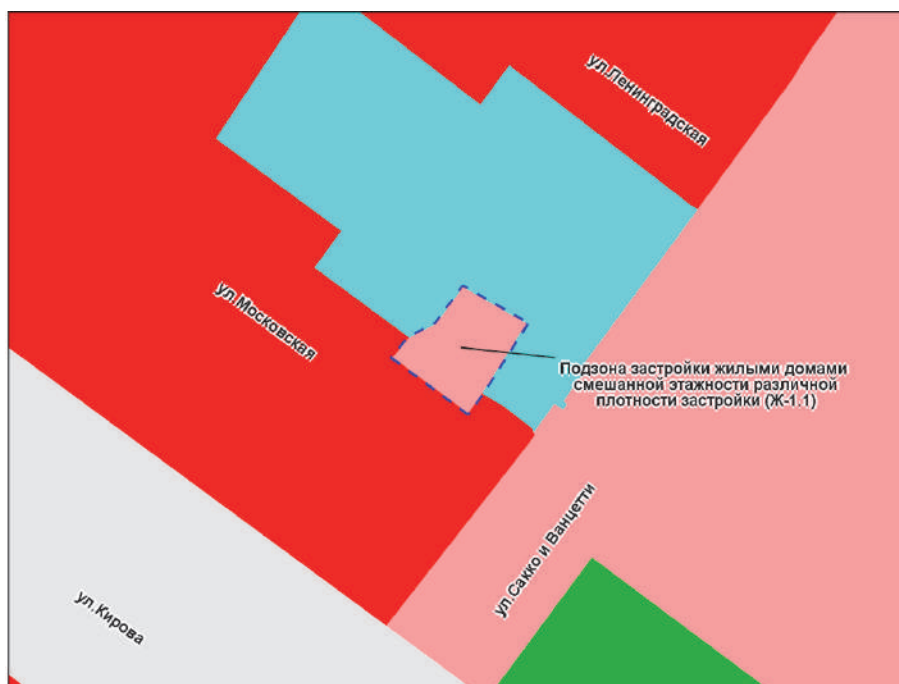 ул.Ленинградская
ул.Московская
Подзона застройки жилыми домами
смешанной этажности различной
плотности застройки (Ж-1.1)
ул.Сакко и Ванцетти
ул.Кирова